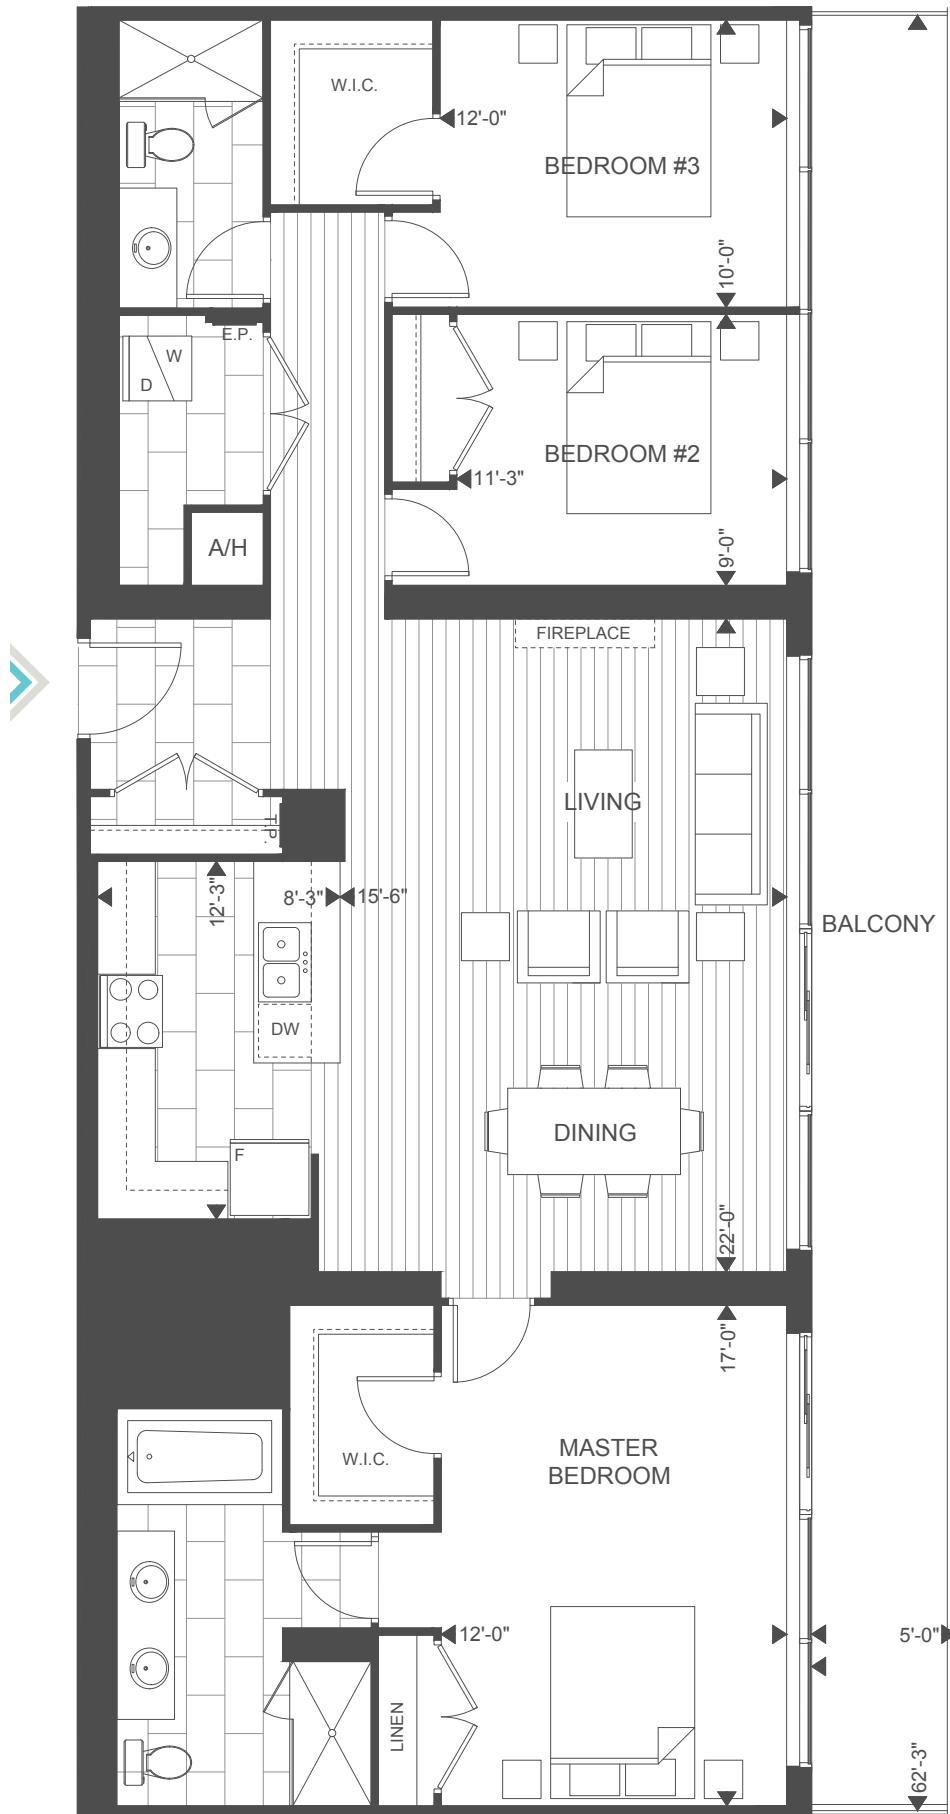 W.I.C.
12'-0"
BEDROOM #3
10'-0"
E.P.
W
D
BEDROOM #2
11'-3"
9'-0"
A/H
FIREPLACE
LIVING
T.P.
12'-3"
8'-3"
15'-6"
BALCONY
DW
DINING
F
22'-0"
17'-0"
MASTER
BEDROOM
W.I.C.
12'-0"
5'-0"
LINEN
62'-3"